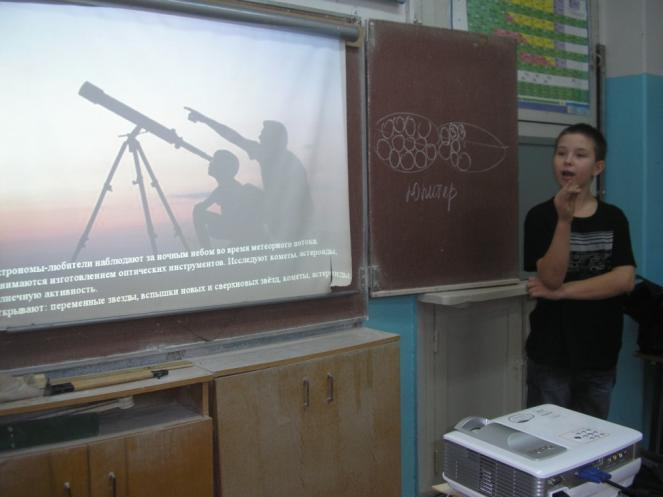 астрономы-любители наблюдают за ночным небом во время метеорного потока
нимаются изготовлением оптических инструментов. Исследуют кометы, астероиды,
лнечную активность.
ткрывают: переменные звезды, вспышки новых и сверхновых звёзд, кометы, астероиды,
Юпитер